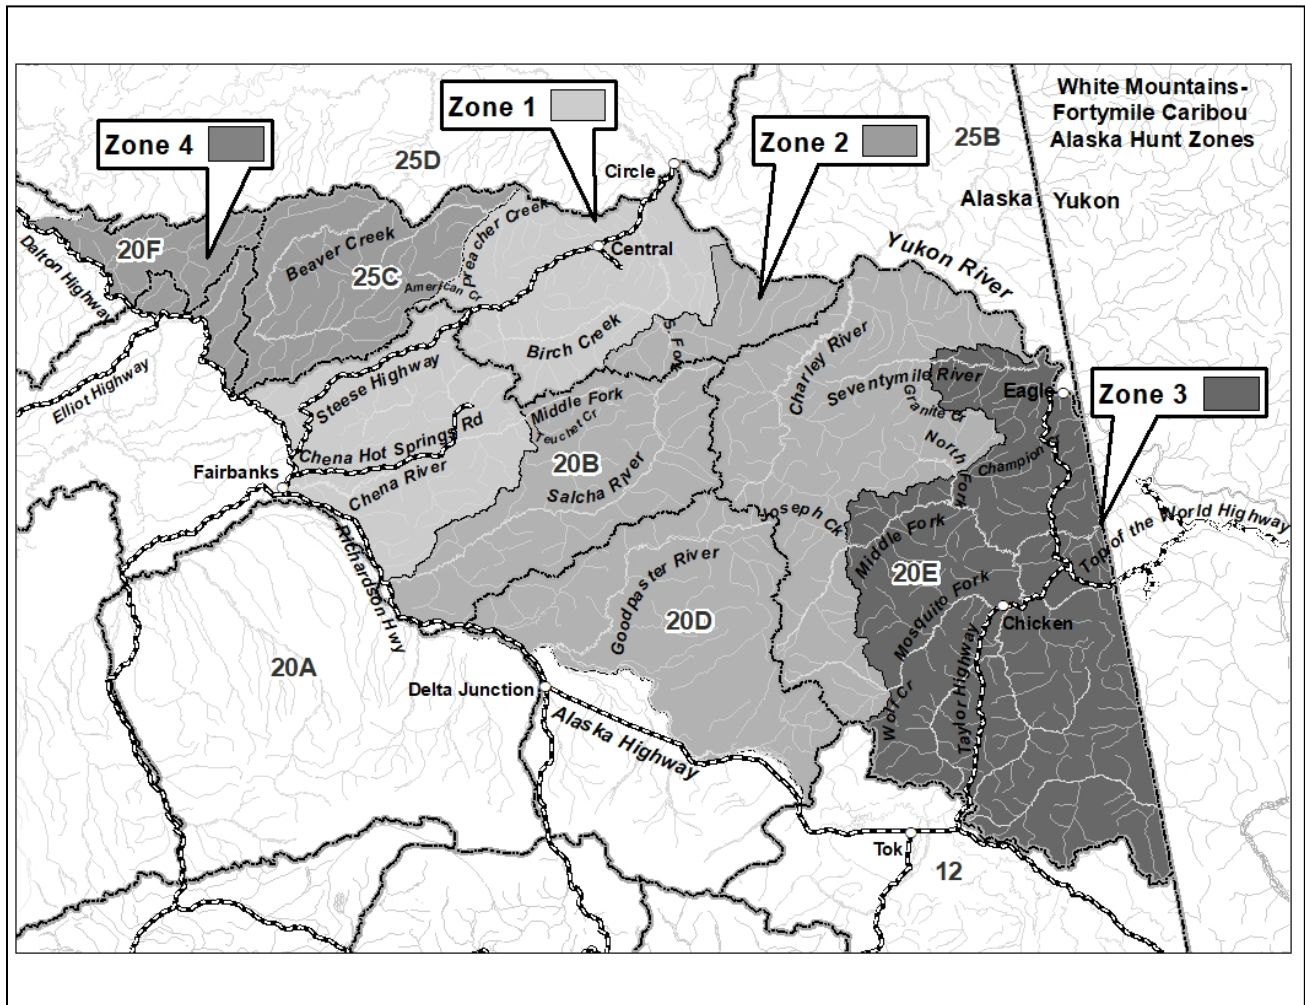 White Mountains-
Fortymile Caribou
Alaska Hunt Zones
Zone 1
Zone 4
Zone 2
25D
25B
Circle
Alaska
Yukon
Preacher Creek
20F
Beaver Creek
Central
Yukon River
Dalton Highway
25C
American Cr
Birch Creek
S. Fork
Charley River
Elliot Highway
Steese Highway
Seventymile River
Eagle
Zone 3
Granite Cr
Middle Fork
Teuchet Cr
Chena Hot Springs Rd
North Fork
Champion
20B
Fairbanks
Chena River
Salcha River
Joseph Ck
Top of the World Highway
Middle Fork
Richardson Hwy
Goodpaster River
20E
Mosquito Fork
20D
Chicken
20A
Delta Junction
Wolf Cr
Taylor Highway
Alaska Highway
Tok
12